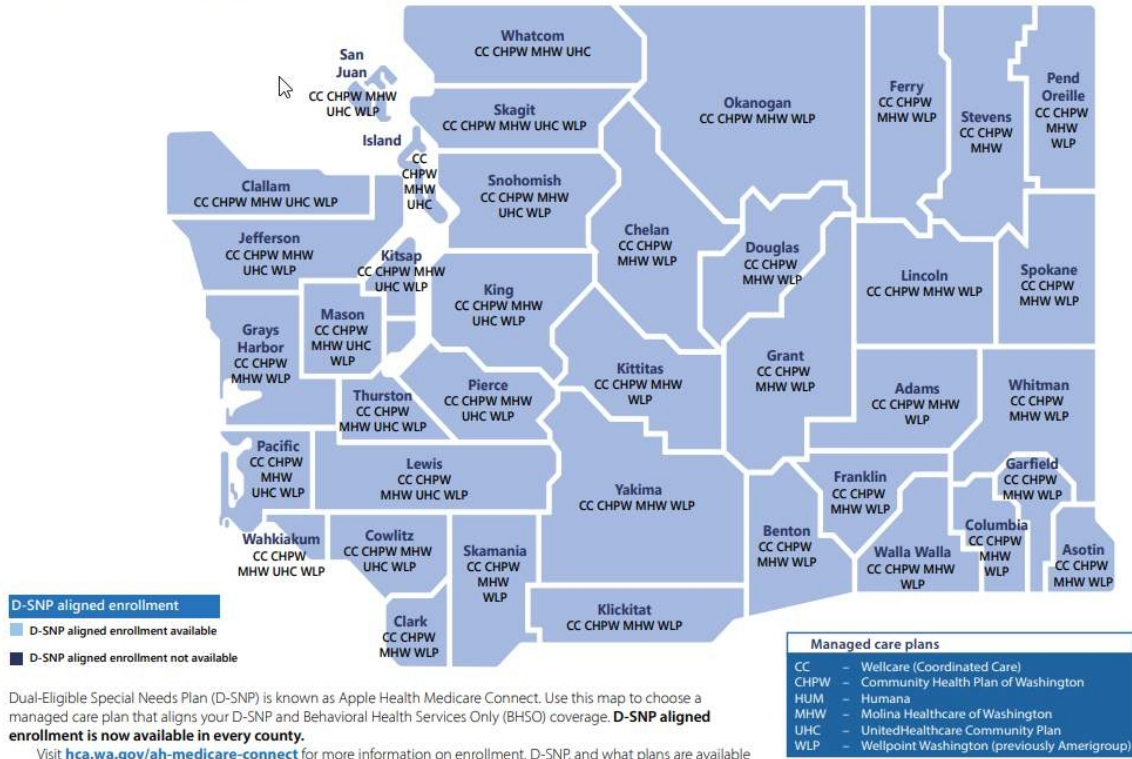 Whatcom
CC CHPW MHW UHC
San
Juan
CC CHPW MHW
UHC WLP
Skagit
CC CHPW MHW UHC WLP
Okanogan
CC CHPW MHW WLP
Ferry
CC CHPW
MHW WLP
Stevens
CC CHPW
MHW
Pend
Oreille
CC CHPW
MHW
WLP
Island
CC
CHPW
MHW
UHC
Clallam
CC CHPW MHW UHC WLP
Snohomish
CC CHPW MHW
UHC WLP
Jefferson
CC CHPW MHW
UHC WLP
Kitsap
CC CHPW MHW
UHC WLP
Chelan
CC CHPW
MHW WLP
Douglas
CC CHPW
MHW WLP
Lincoln
CC CHPW MHW WLP
Spokane
CC CHPW
MHW WLP
King
CC CHPW MHW
UHC WLP
Mason
CC CHPW
MHW UHC
WLP
Grays
Harbor
CC CHPW
MHW WLP
Kittitas
CC CHPW MHW
WLP
Grant
CC CHPW
MHW WLP
Adams
CC CHPW MHW
WLP
Whitman
CC CHPW
MHW WLP
Thurston
CC CHPW
MHW UHC WLP
Pierce
CC CHPW MHW
UHC WLP
Pacific
CC CHPW
MHW
UHC WLP
Lewis
CC CHPW
MHW UHC WLP
Yakima
CC CHPW MHW WLP
Franklin
CC CHPW
MHW WLP
Garfield
CC CHPW
MHW WLP
Wahkiakum
CC CHPW
MHW UHC WLP
Cowlitz
CC CHPW MHW
UHC WLP
Skamania
CC CHPW
MHW
WLP
Benton
CC CHPW
MHW WLP
Walla Walla
CC CHPW MHW
WLP
Columbia
CC CHPW
MHW
WLP
Asotin
CC CHPW
MHW WLP
Clark
CC CHPW
MHW WLP
Klickitat
CC CHPW MHW WLP
D-SNP aligned enrollment
D-SNP aligned enrollment available
D-SNP aligned enrollment not available
Managed care plans
CC – Wellcare (Coordinated Care)
CHPW – Community Health Plan of Washington
HUM – Humana
MHW – Molina Healthcare of Washington
UHC – UnitedHealthcare Community Plan
WLP – Wellpoint Washington (previously Amerigroup)
Dual-Eligible Special Needs Plan (D-SNP) is known as Apple Health Medicare Connect. Use this map to choose a
managed care plan that aligns your D-SNP and Behavioral Health Services Only (BHSO) coverage. D-SNP aligned
enrollment is now available in every county.
Visit hca.wa.gov/ah-medicare-connect for more information on enrollment, D-SNP, and what plans are available